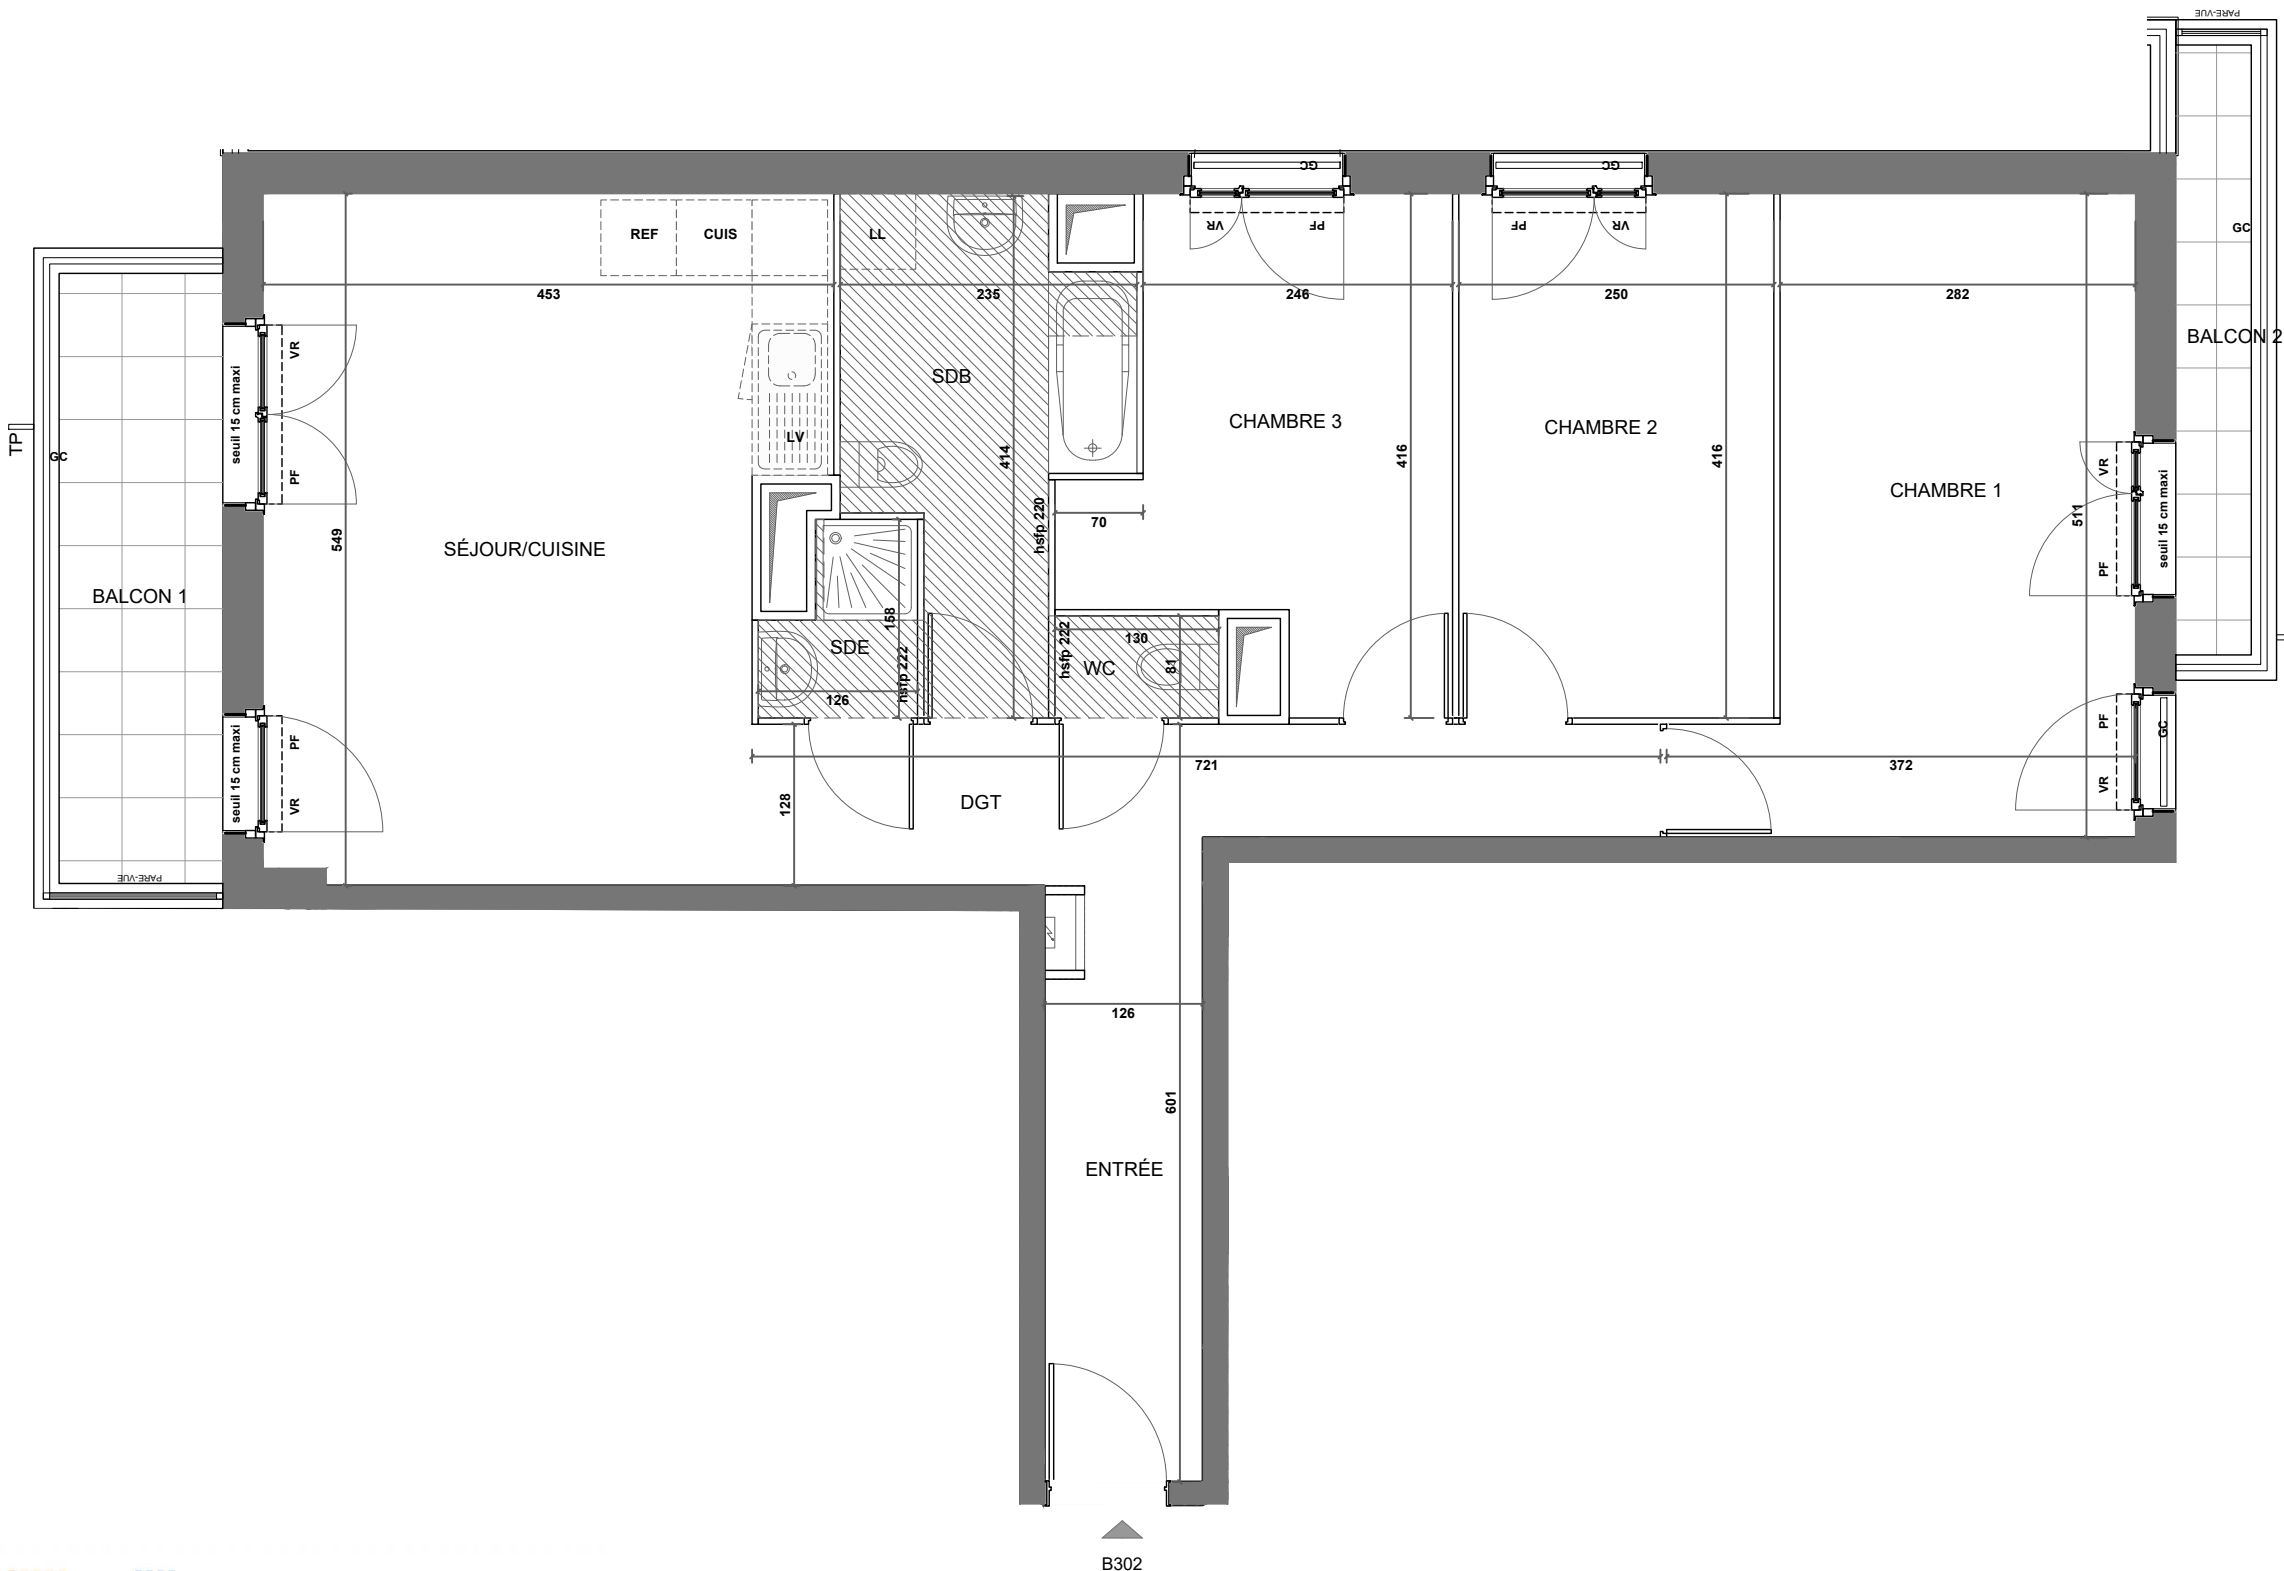 PARE-VUE
GC
GC
VR
PF
PF
VR
GC
REF
CUIS
LL
453
235
246
250
282
BALCON 2
VR
seuil 15 cm maxi
PF
TP
GC
SDB
LV
414
CHAMBRE 3
416
CHAMBRE 2
416
CHAMBRE 1
511
VR
seuil 15 cm maxi
PF
549
SÉJOUR/CUISINE
hsfp 220
70
BALCON 1
158
SDE
hsfp 222
126
hsfp 222
130
WC
81
seuil 15 cm maxi
PF
VR
PF
VR
GC
721
372
128
DGT
PARE-VUE
126
601
ENTRÉE
B302